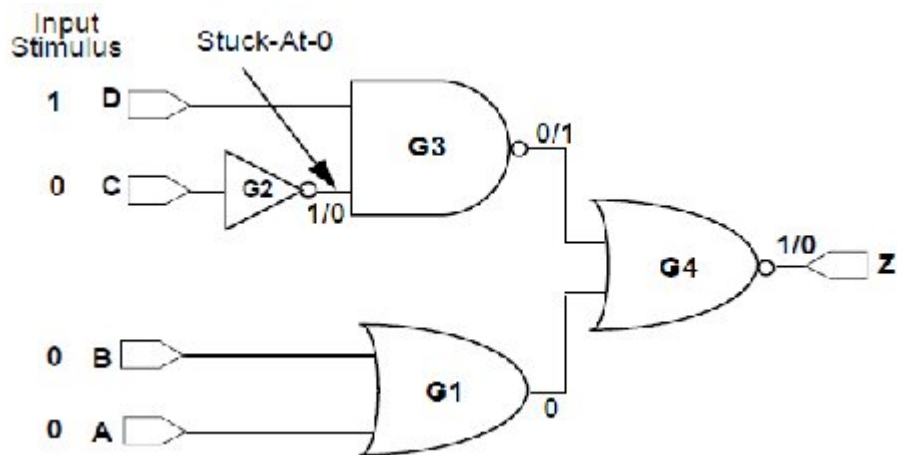 Input
Stimulus
Stuck-At-0
1 D
G3
0/1
0 C
G2
1/0
G4
1/0
Z
0 B
G1
0
0 A